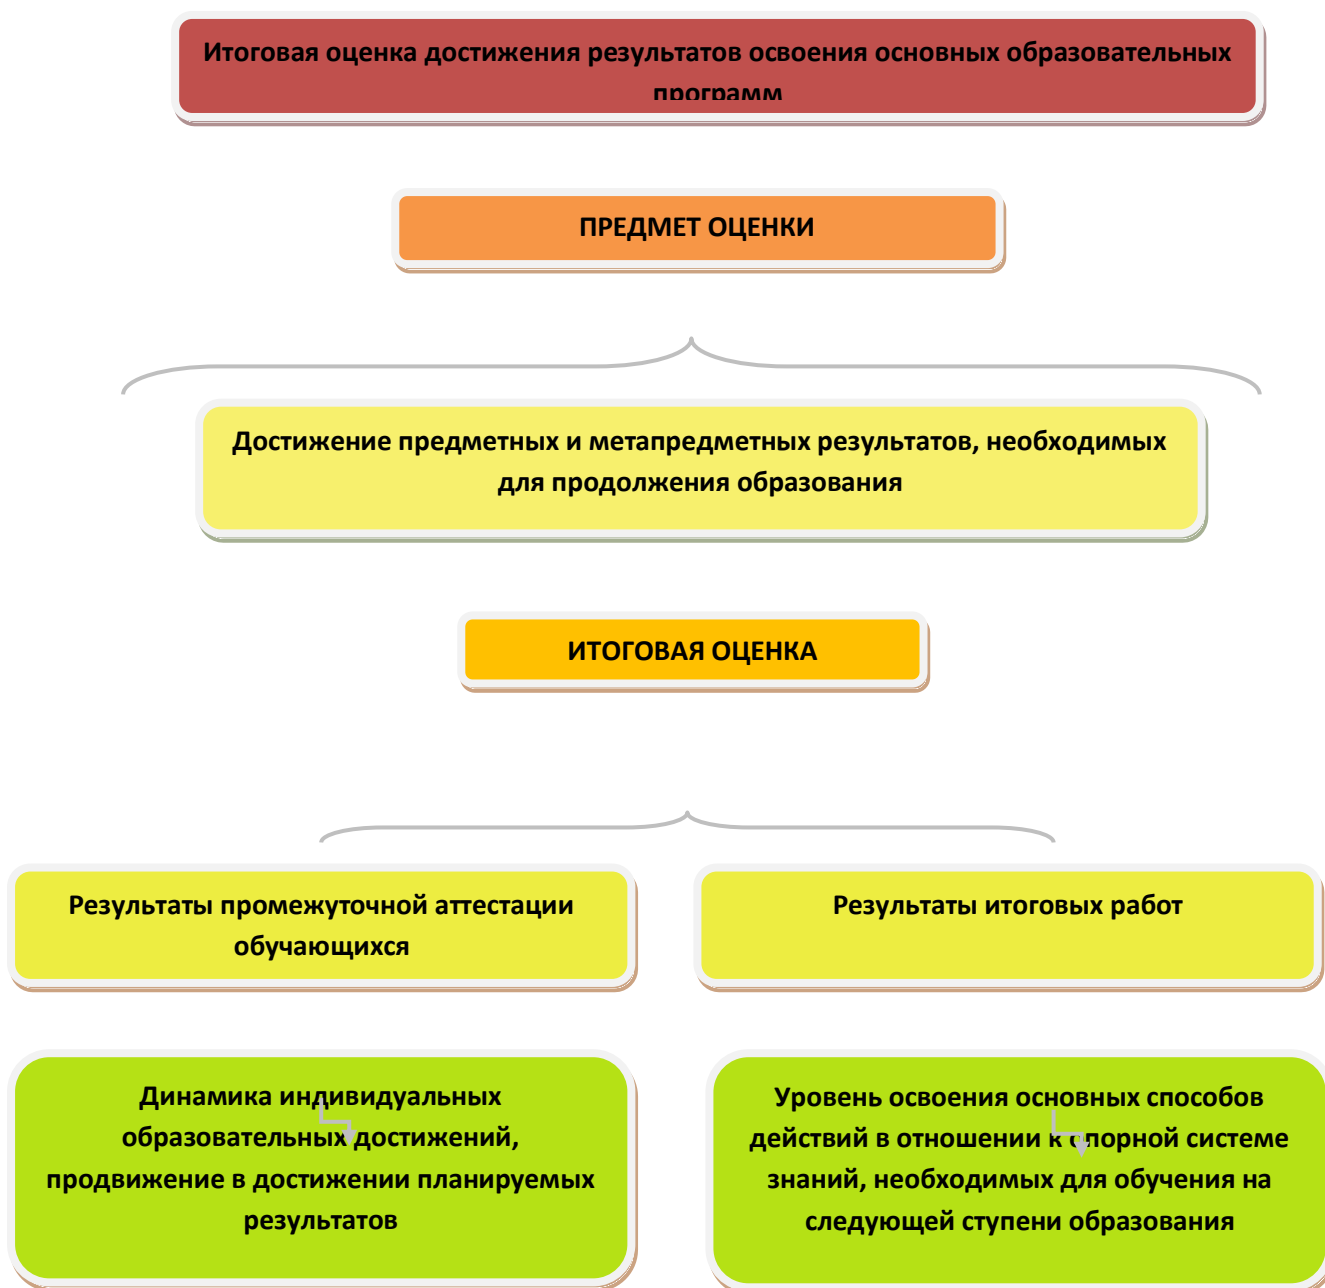 Итоговая оценка достижения результатов освоения основных образовательных
программ
ПРЕДМЕТ ОЦЕНКИ
Достижение предметных и метапредметных результатов, необходимых
для продолжения образования
ИТОГОВАЯ ОЦЕНКА
Результаты промежуточной аттестации
обучающихся
Результаты итоговых работ
Динамика индивидуальных
образовательных достижений,
продвижение в достижении планируемых
результатов
Уровень освоения основных способов
действий в отношении к опорной системе
знаний, необходимых для обучения на
следующей ступени образования